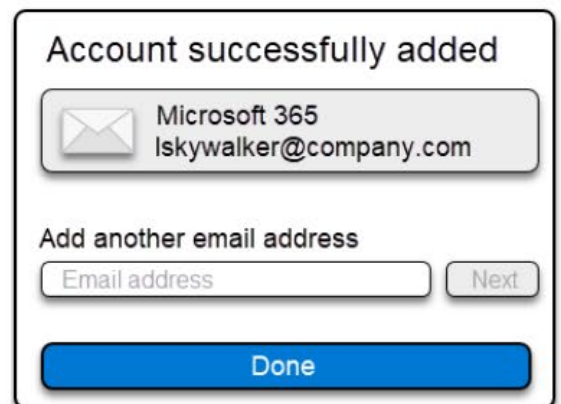 Account successfully added
Microsoft 365
lskywalker@company.com
Add another email address
Email address
Next
Done